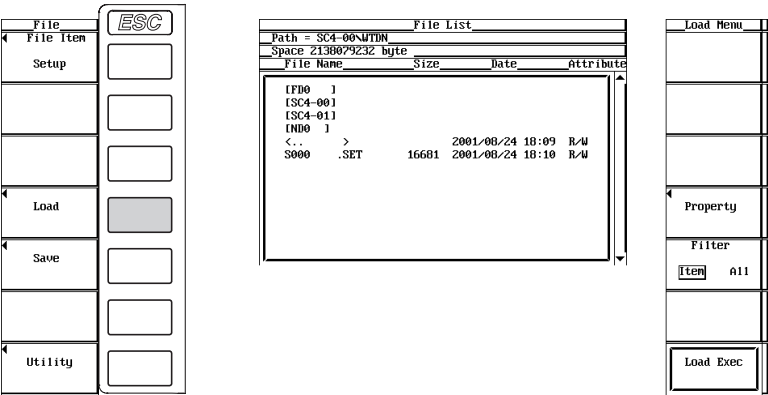 File
File Item
Setup
Load
Save
Utility
ESC
File List
Path = SC4-00\WTDN
Space 2138079232 byte
File Name Size Date Attribute
[FD0 ]
[SC4-00]
[SC4-01]
[ND0 ]
<.. > 2001/08/24 18:09 R/W
S000 .SET 16681 2001/08/24 18:10 R/W
Load Menu
Property
Filter
Item All
Load Exec